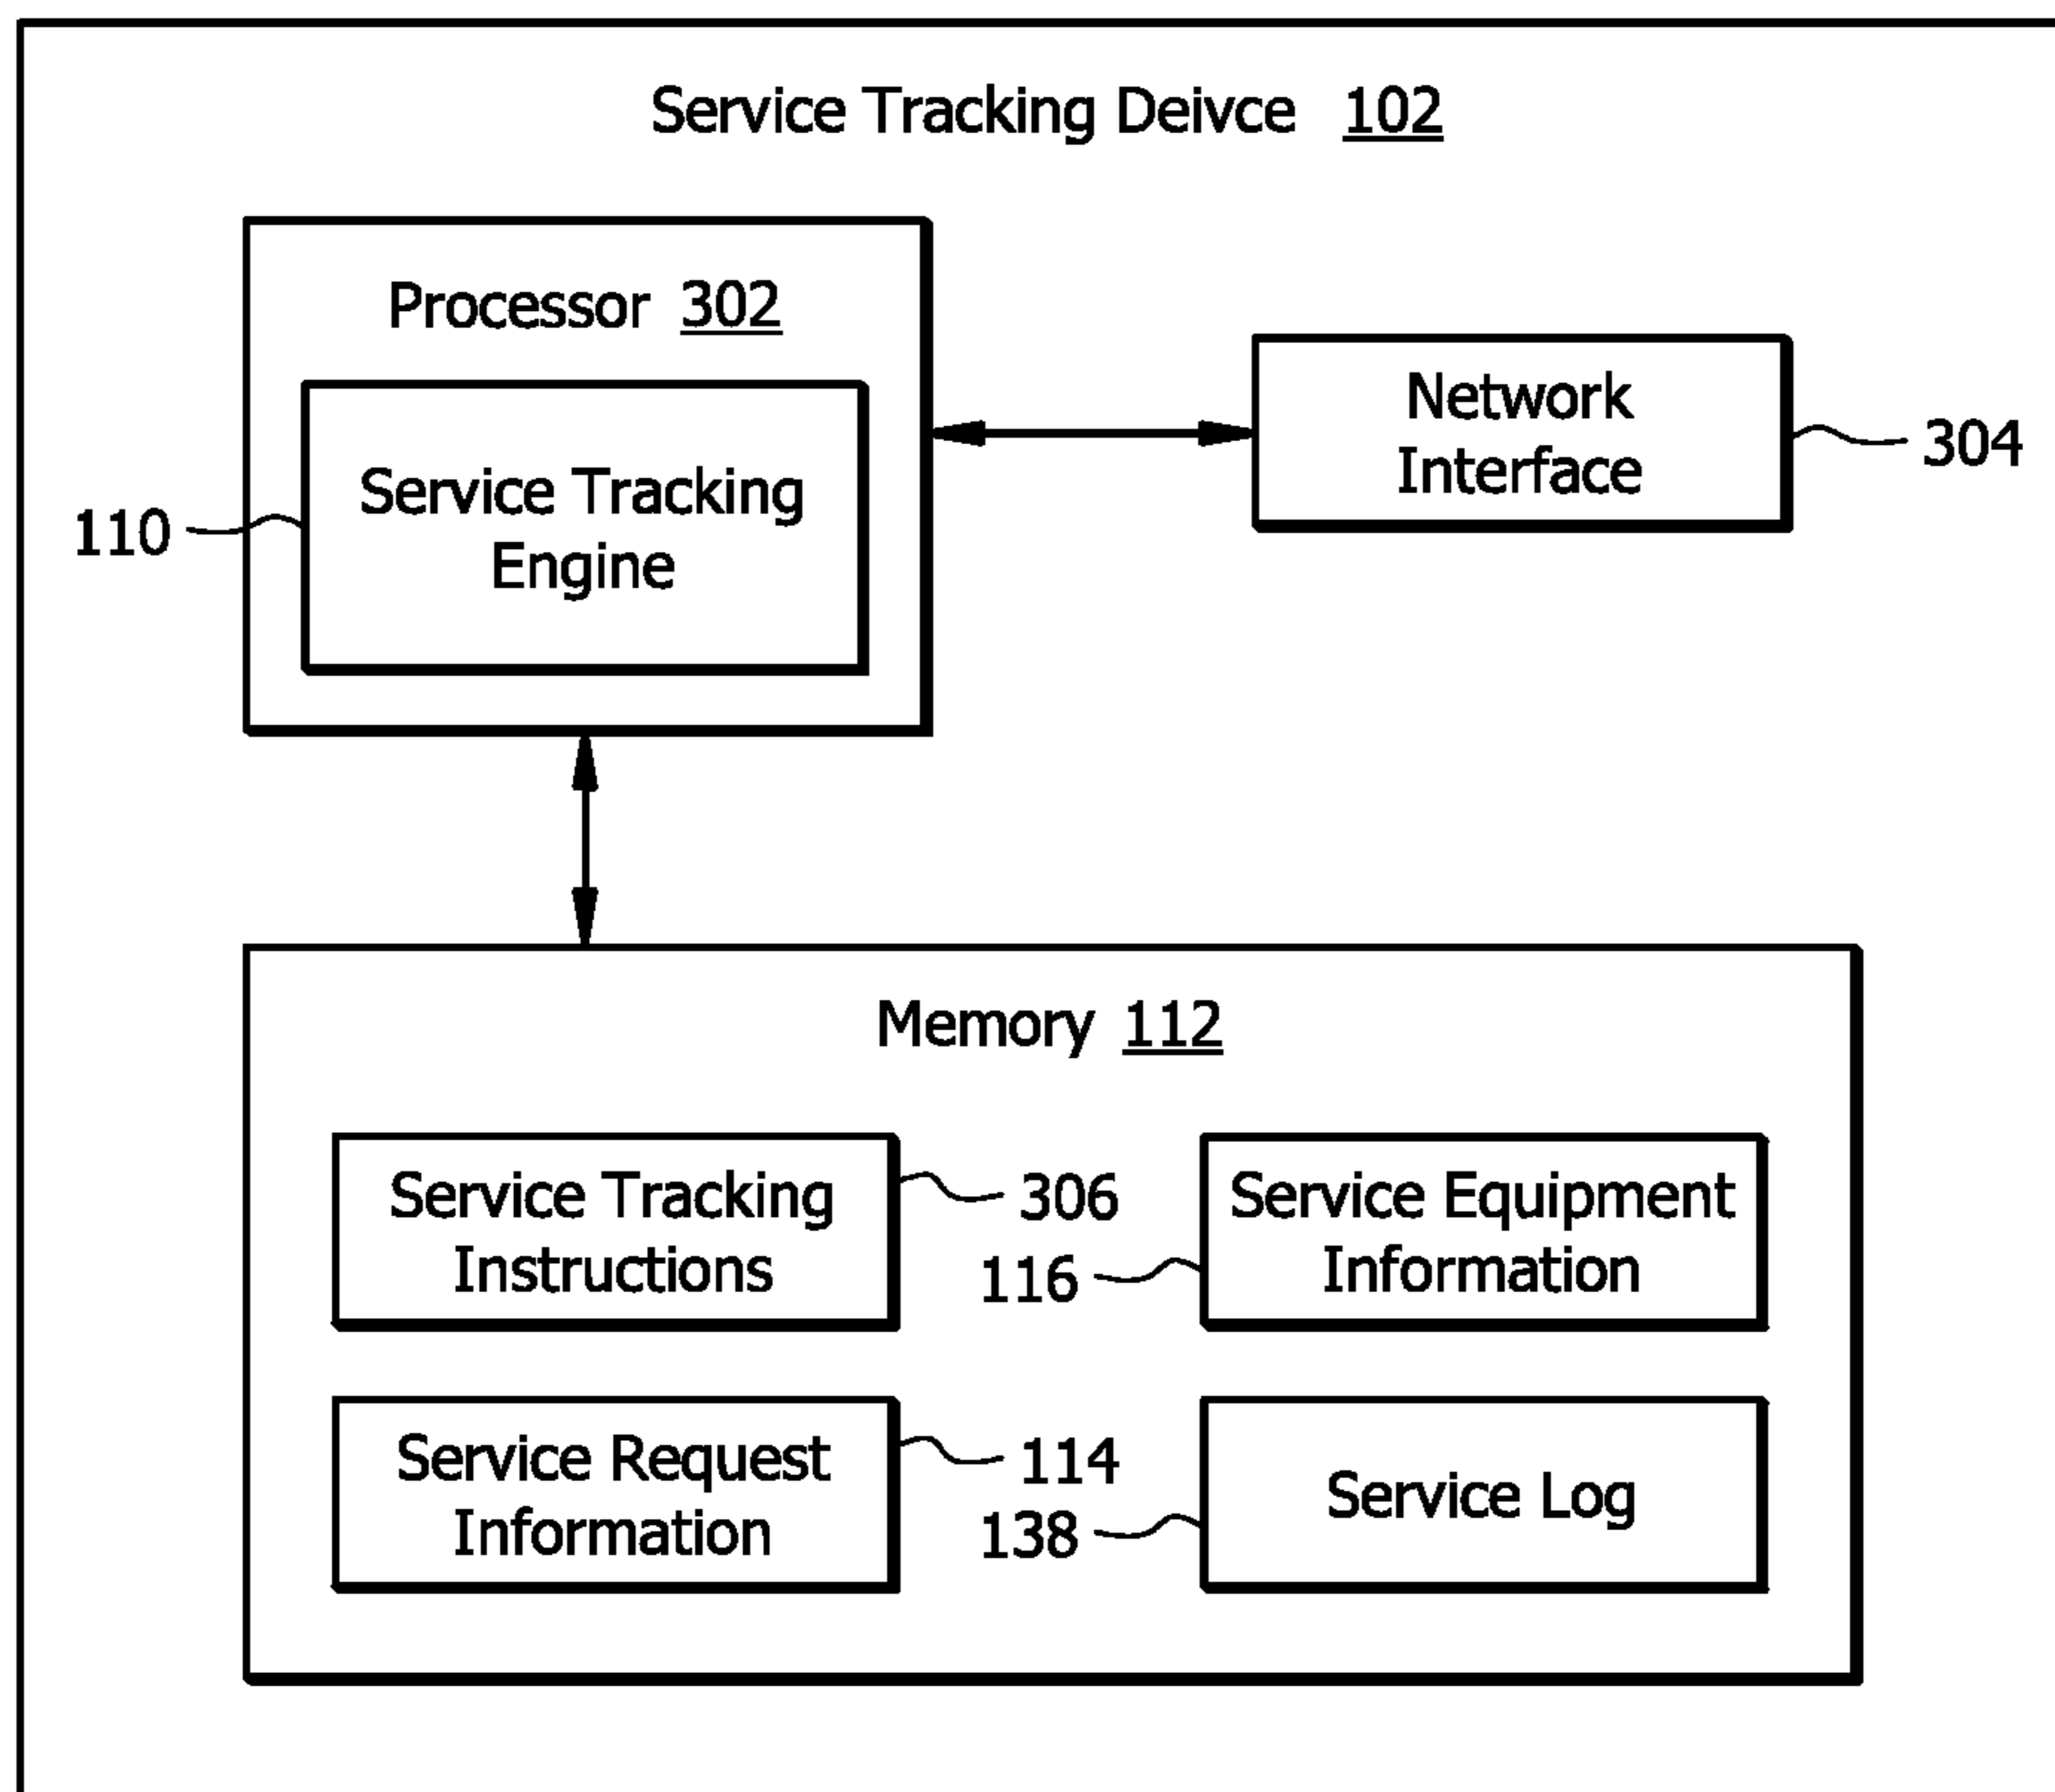 Service Tracking Deivce 102
Processor 302
Service Tracking
Engine
110
Network
Interface
304
Memory 112
Service Tracking
Instructions
306
Service Equipment
Information
116
Service Request
Information
114
Service Log
138